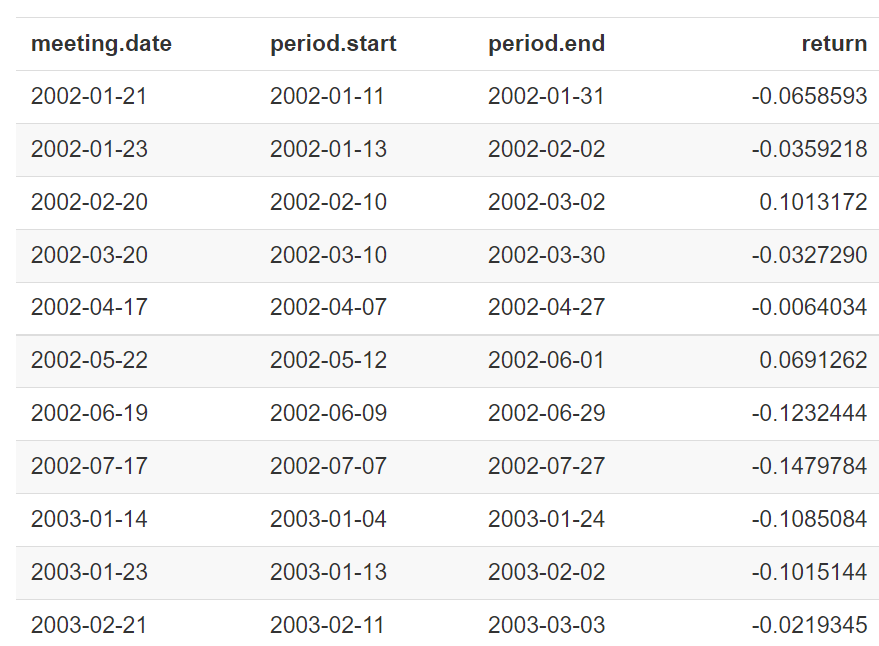 meeting.date period.start period.end return
2002-01-21 2002-01-11 2002-01-31 -0.0658593
2002-01-23 2002-01-13 2002-02-02 -0.0359218
2002-02-20 2002-02-10 2002-03-02 0.1013172
2002-03-20 2002-03-10 2002-03-30 -0.0327290
2002-04-17 2002-04-07 2002-04-27 -0.0064034
2002-05-22 2002-05-12 2002-06-01 0.0691262
2002-06-19 2002-06-09 2002-06-29 -0.1232444
2002-07-17 2002-07-07 2002-07-27 -0.1479784
2003-01-14 2003-01-04 2003-01-24 -0.1085084
2003-01-23 2003-01-13 2003-02-02 -0.1015144
2003-02-21 2003-02-11 2003-03-03 -0.0219345